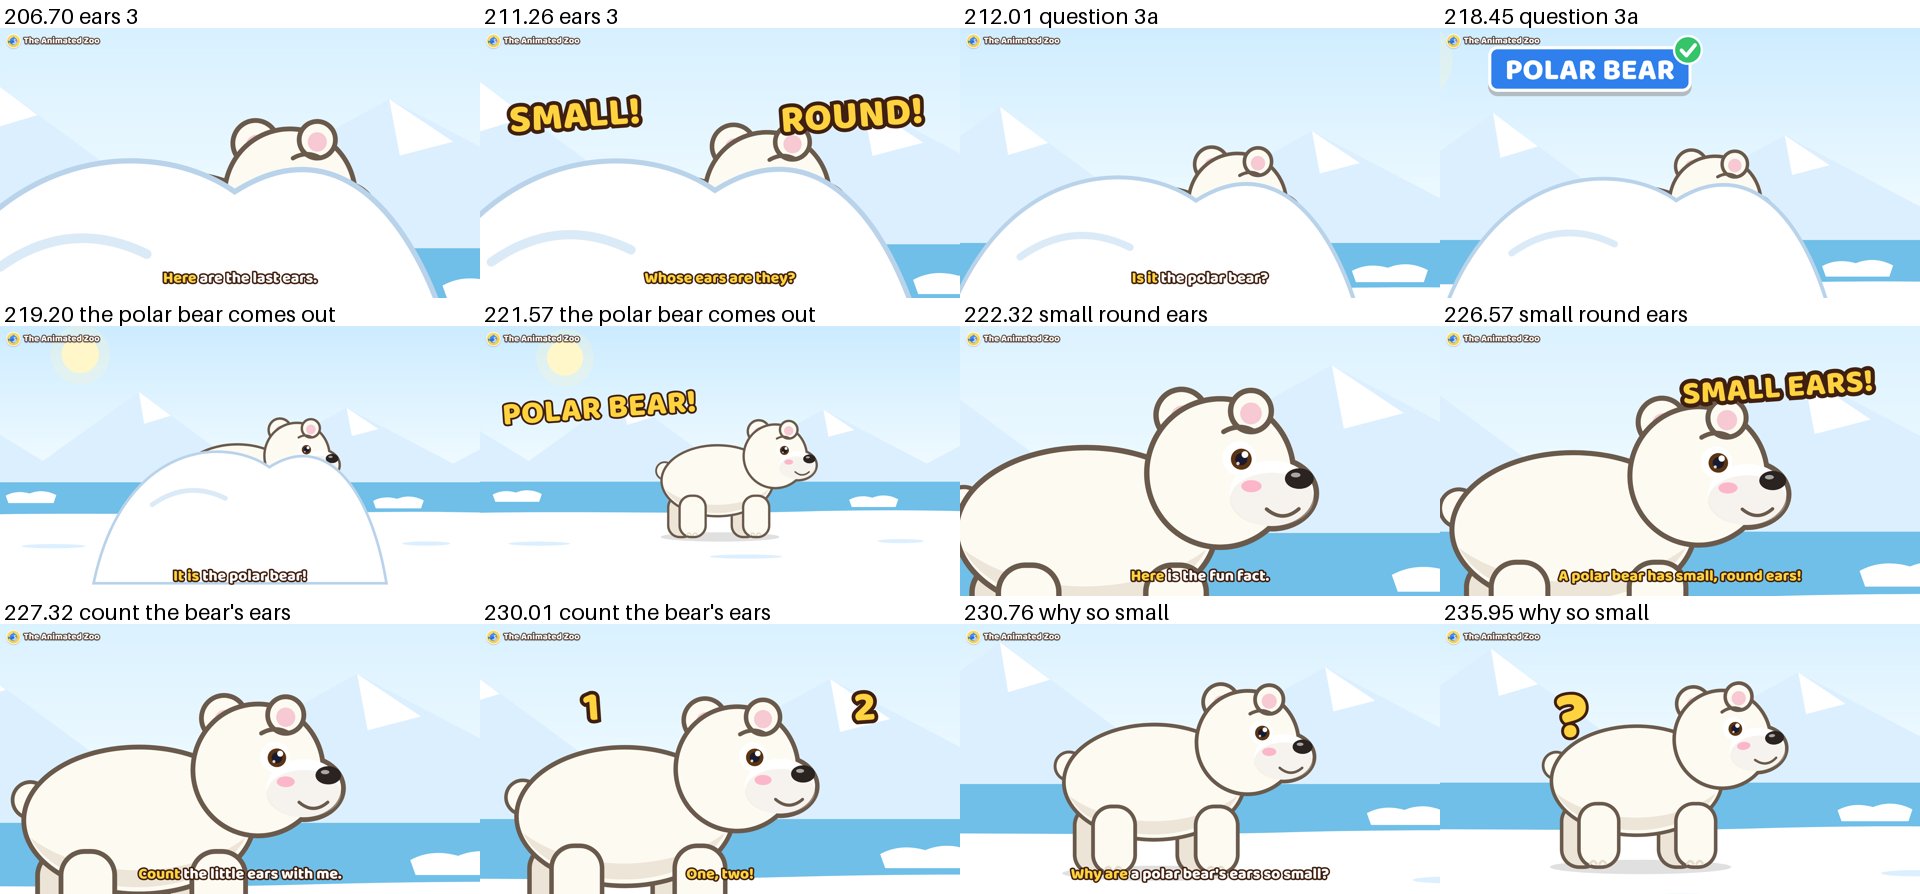 206.70 ears 3
The Animated Zoo
Here are the last ears.
211.26 ears 3
The Animated Zoo
SMALL!
ROUND!
Whose ears are they?
212.01 question 3a
The Animated Zoo
Is it the polar bear?
218.45 question 3a
The Animated Zoo
POLAR BEAR
219.20 the polar bear comes out
The Animated Zoo
It is the polar bear!
221.57 the polar bear comes out
The Animated Zoo
POLAR BEAR!
222.32 small round ears
The Animated Zoo
Here is the fun fact.
226.57 small round ears
The Animated Zoo
SMALL EARS!
A polar bear has small, round ears!
227.32 count the bear's ears
The Animated Zoo
Count the little ears with me.
230.01 count the bear's ears
The Animated Zoo
1
2
One, two!
230.76 why so small
The Animated Zoo
Why are a polar bear's ears so small?
235.95 why so small
The Animated Zoo
?